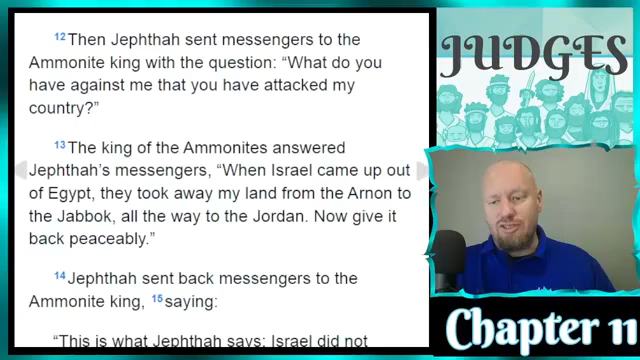 12 Then Jephthah sent messengers to the
Ammonite king with the question: “What do you
have against me that you have attacked my
country?”
13 The king of the Ammonites answered
Jephthah’s messengers, “When Israel came up out
of Egypt, they took away my land from the Arnon to
the Jabbok, all the way to the Jordan. Now give it
back peaceably.”
14 Jephthah sent back messengers to the
Ammonite king, 15 saying:
“This is what Jephthah says: Israel did not
JUDGES
Chapter 11